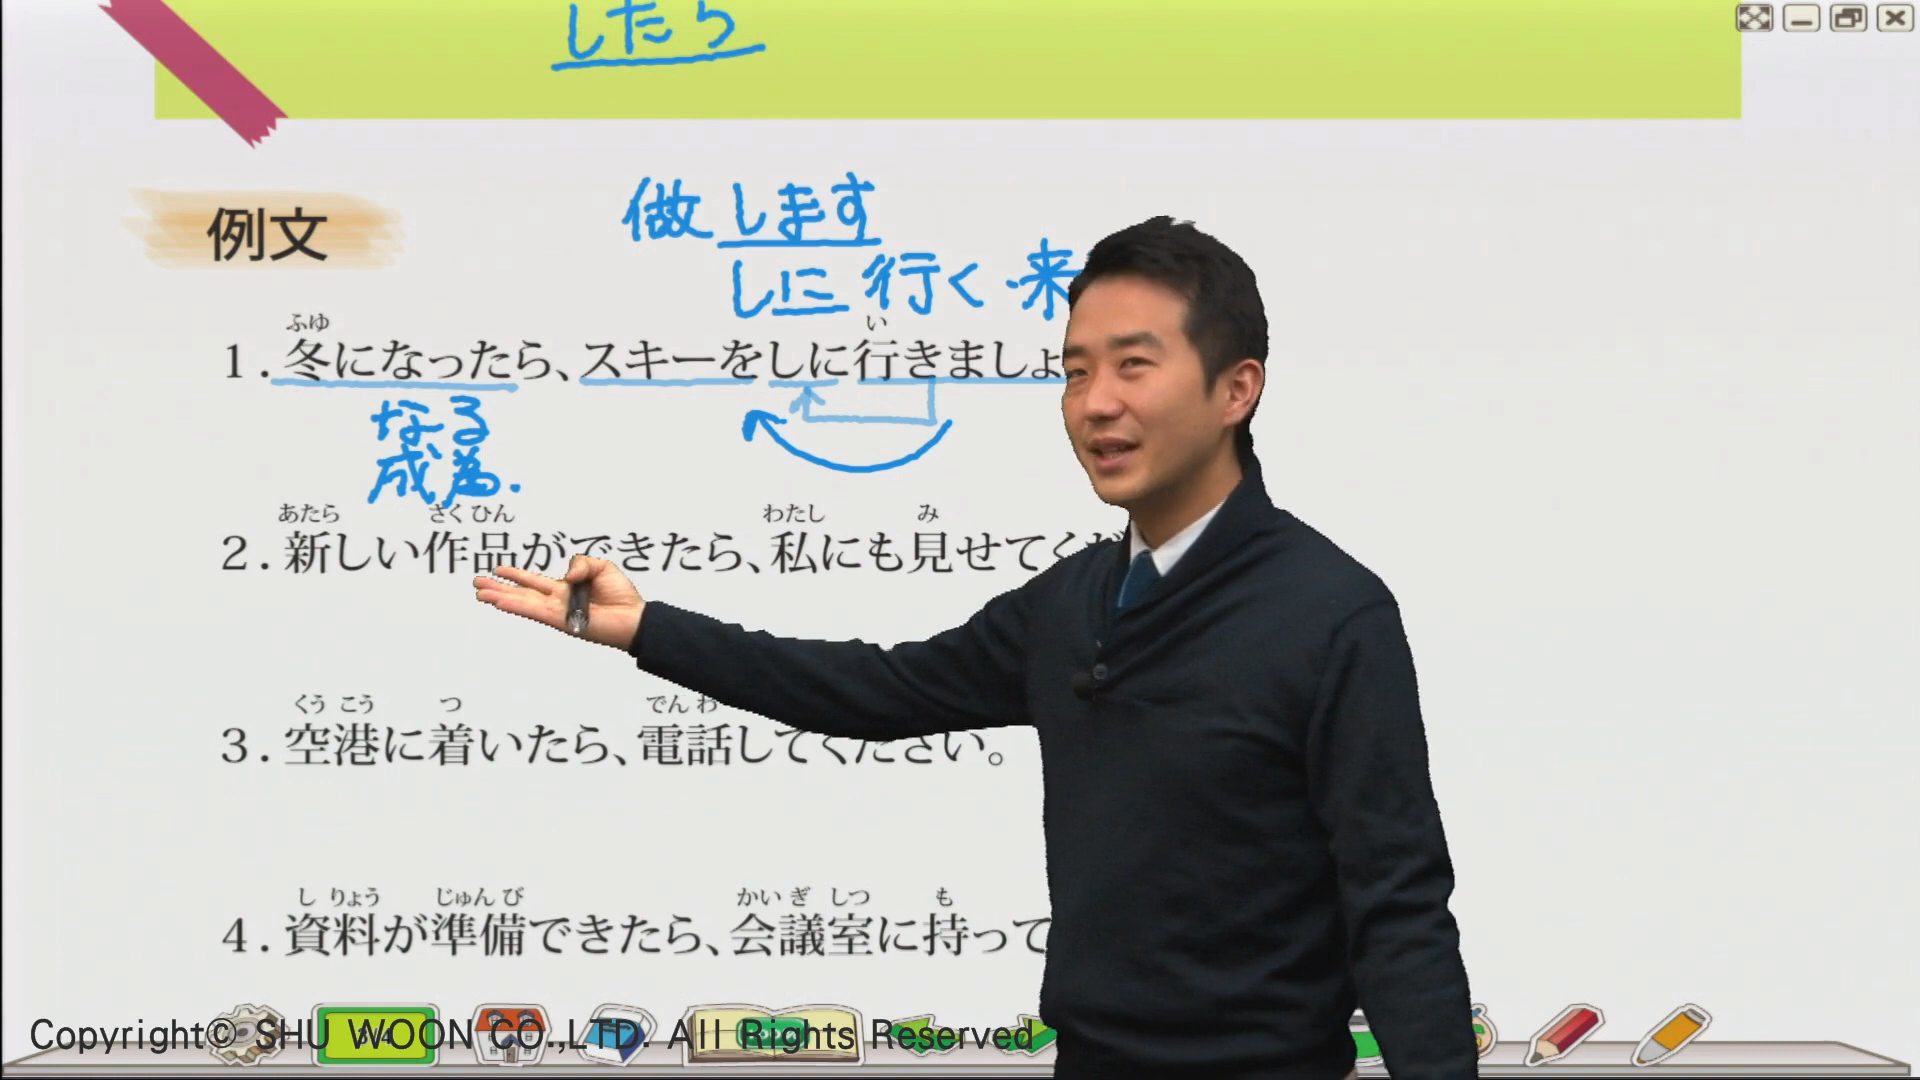 したら
例文
做 します
しに 行く・来
ふゆ い
1. 冬になったら、スキーをしに行きましょ
なる
成為.
あたら さく ひん わたし み
2. 新しい作品ができたら、私にも見せてくだ
くう こう つ でん わ
3. 空港に着いたら、電話してください。
し りょう じゅん び かい ぎ しつ も
4. 資料が準備できたら、会議室に持って
3/4
Copyright© SHU WOON CO.,LTD. All Rights Reserved